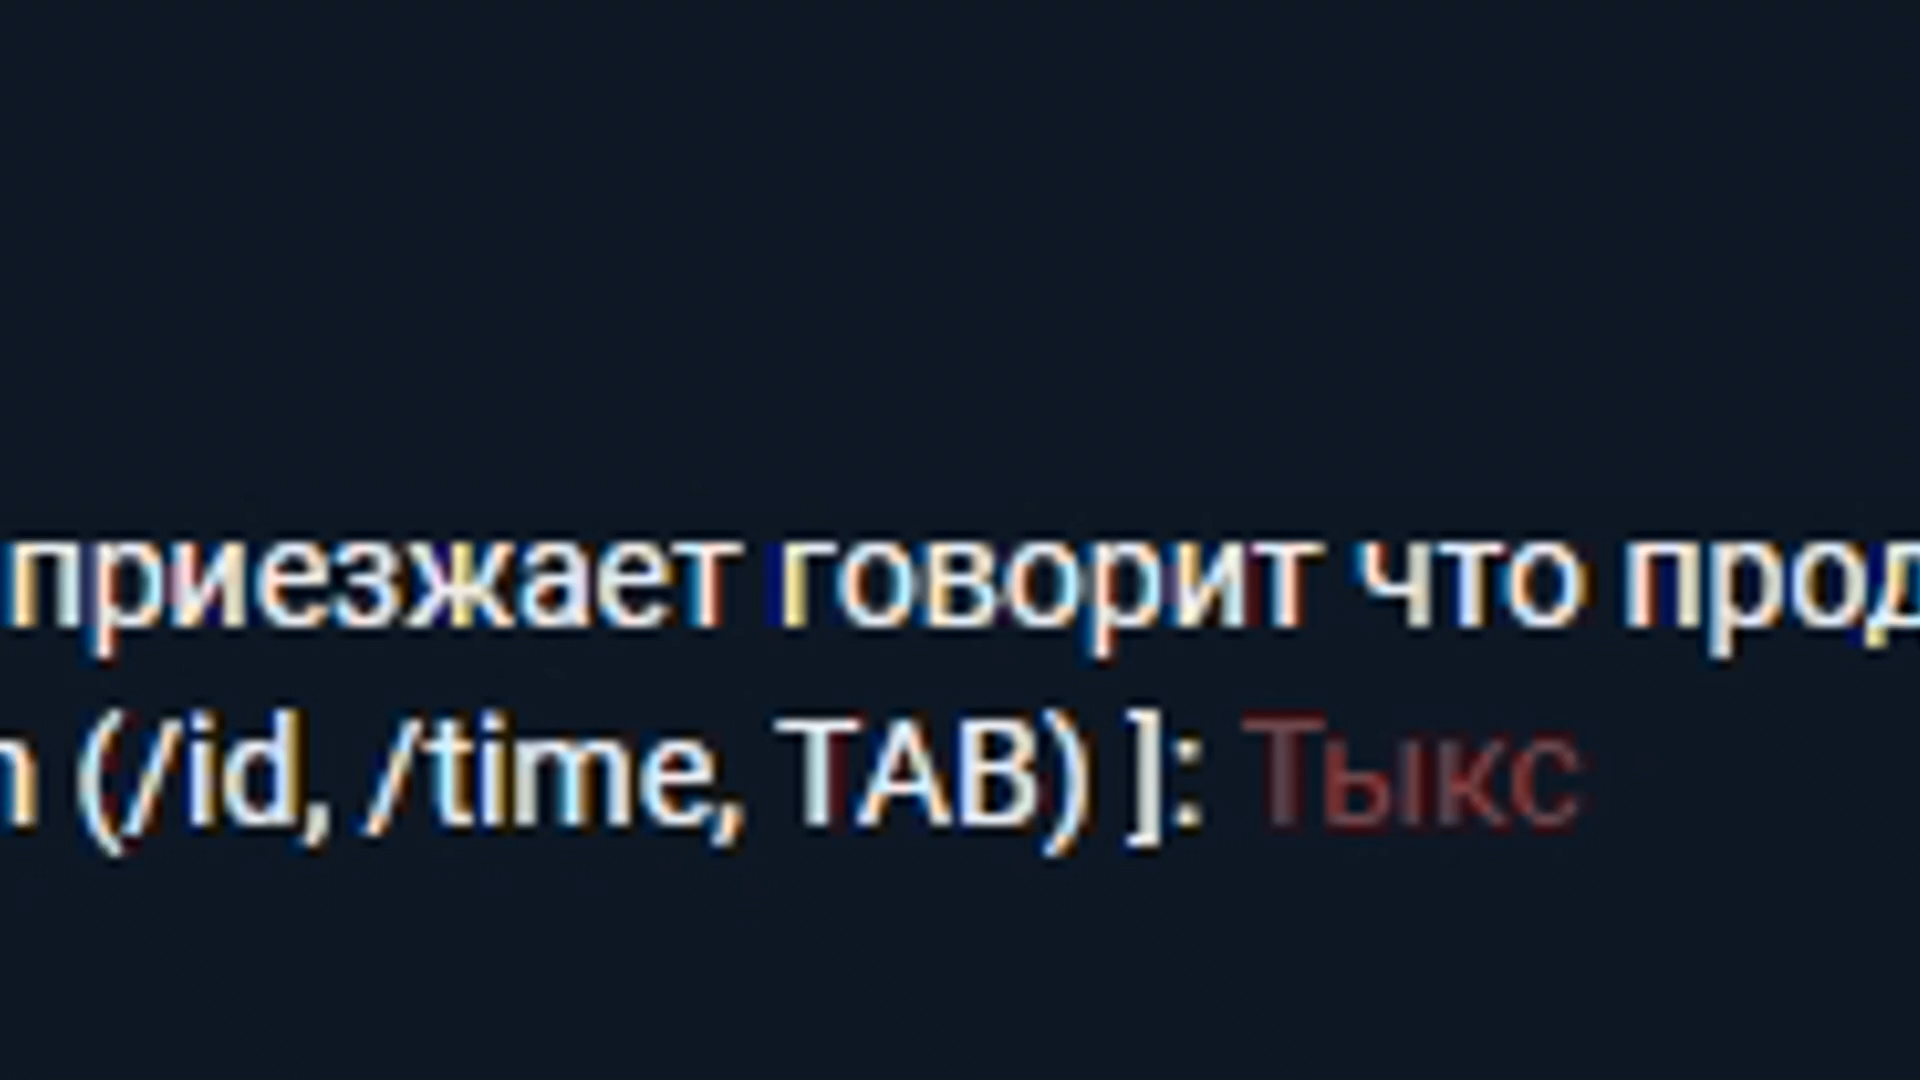 приезжает говорит что прод
(/id, /time, TAB) ]: Тыкс